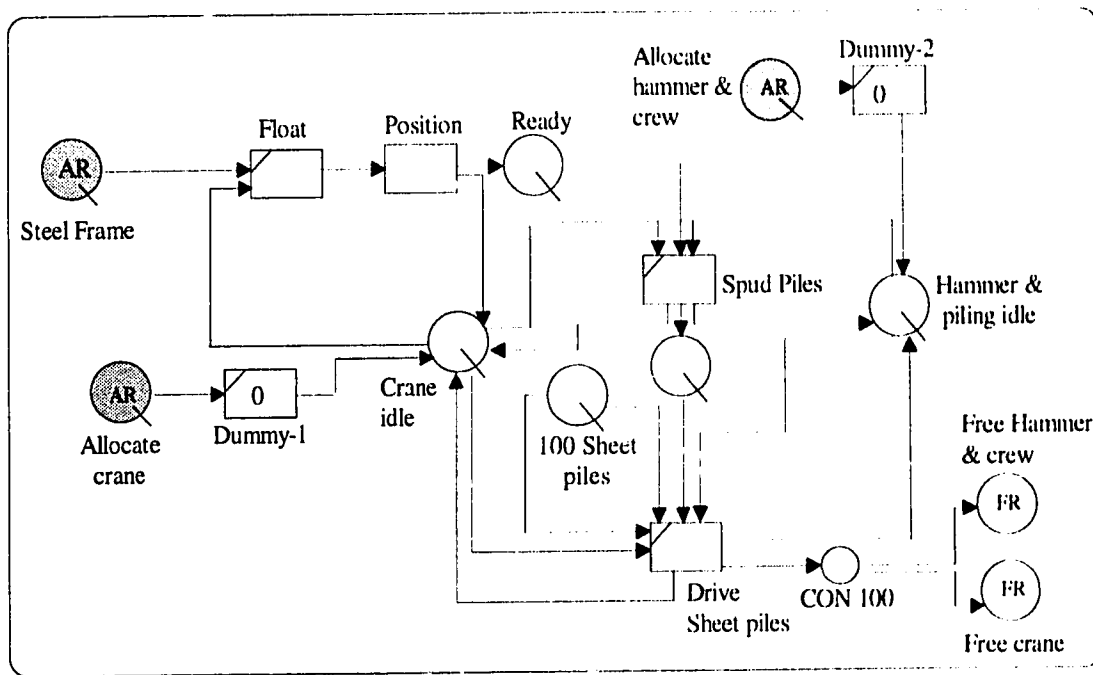 Allocate
hammer &
crew
AR
Dummy-2
0
Float
Position
Ready
AR
Steel Frame
Spud Piles
Hammer &
piling idle
AR
Allocate
crane
0
Dummy-1
Crane
idle
100 Sheet
piles
Free Hammer
& crew
FR
Drive
Sheet piles
CON 100
FR
Free crane